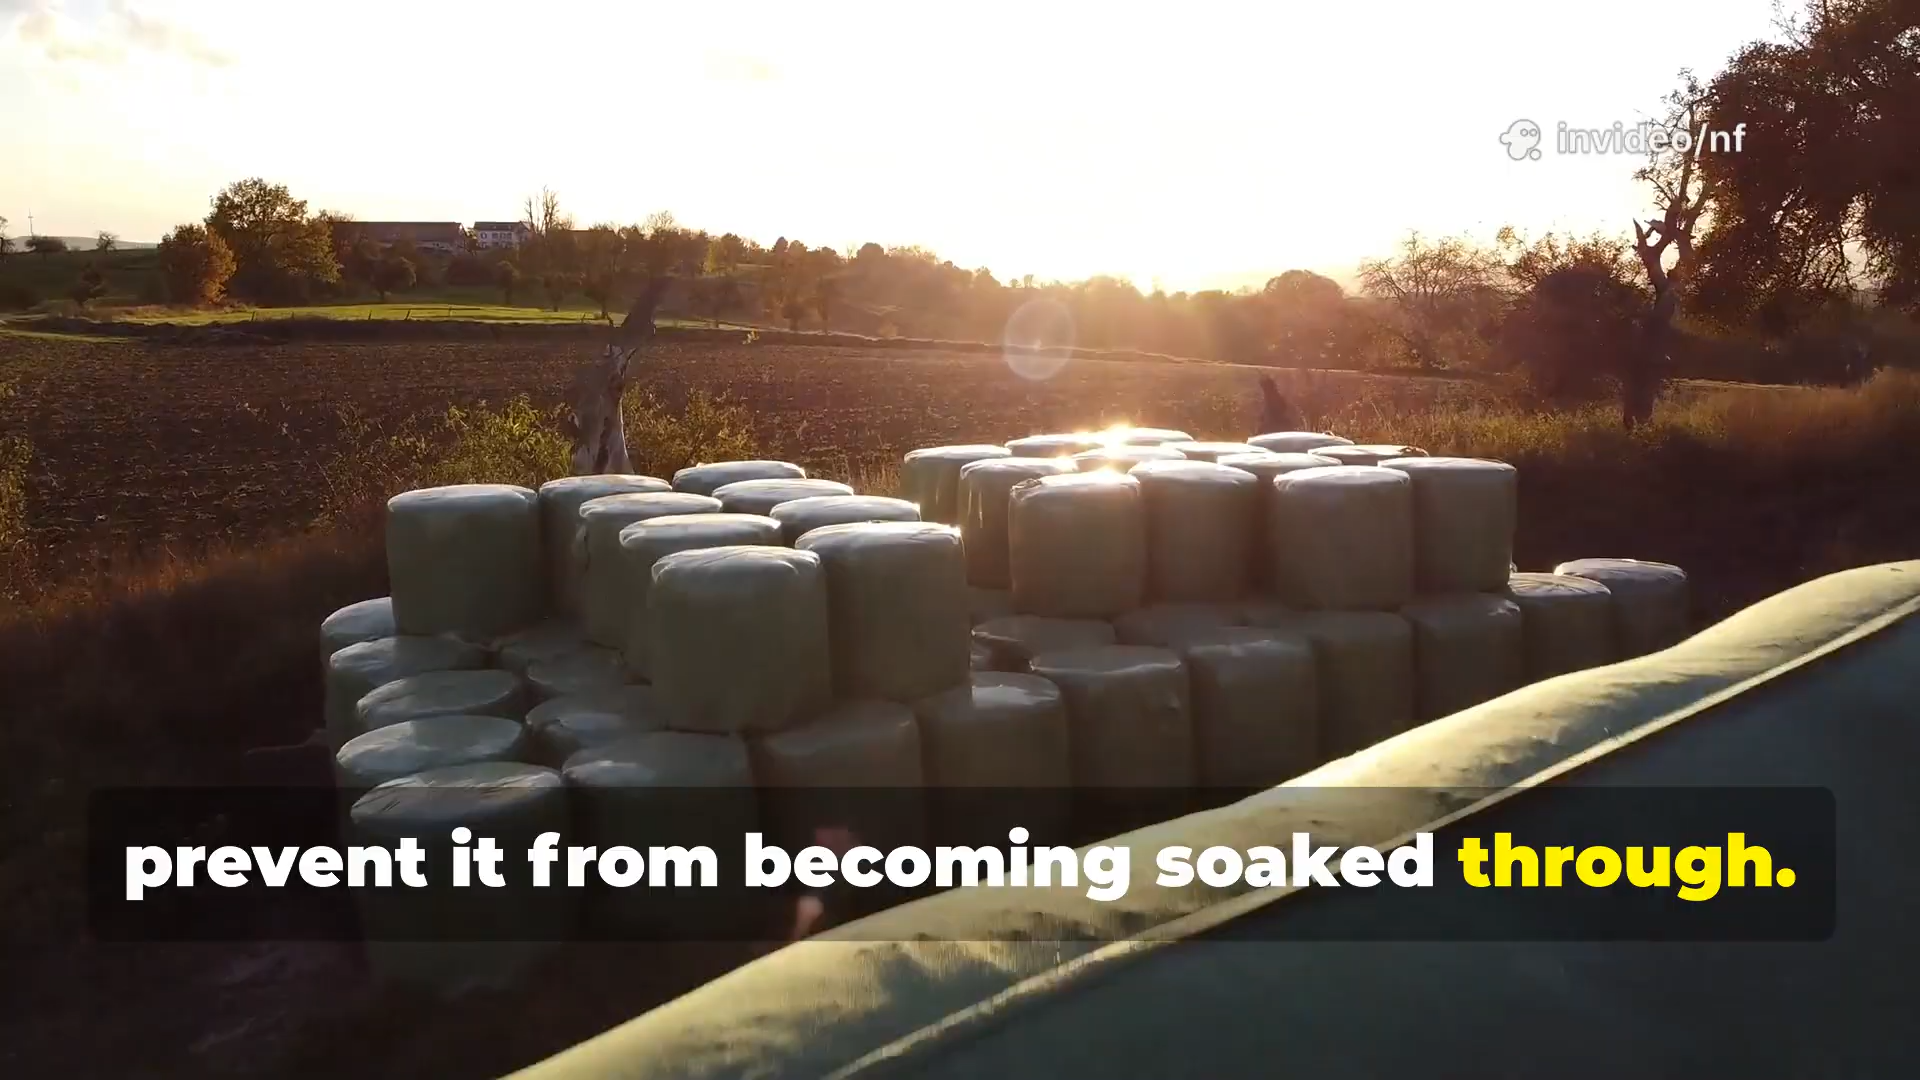 invideo/nf
prevent it from becoming soaked through.